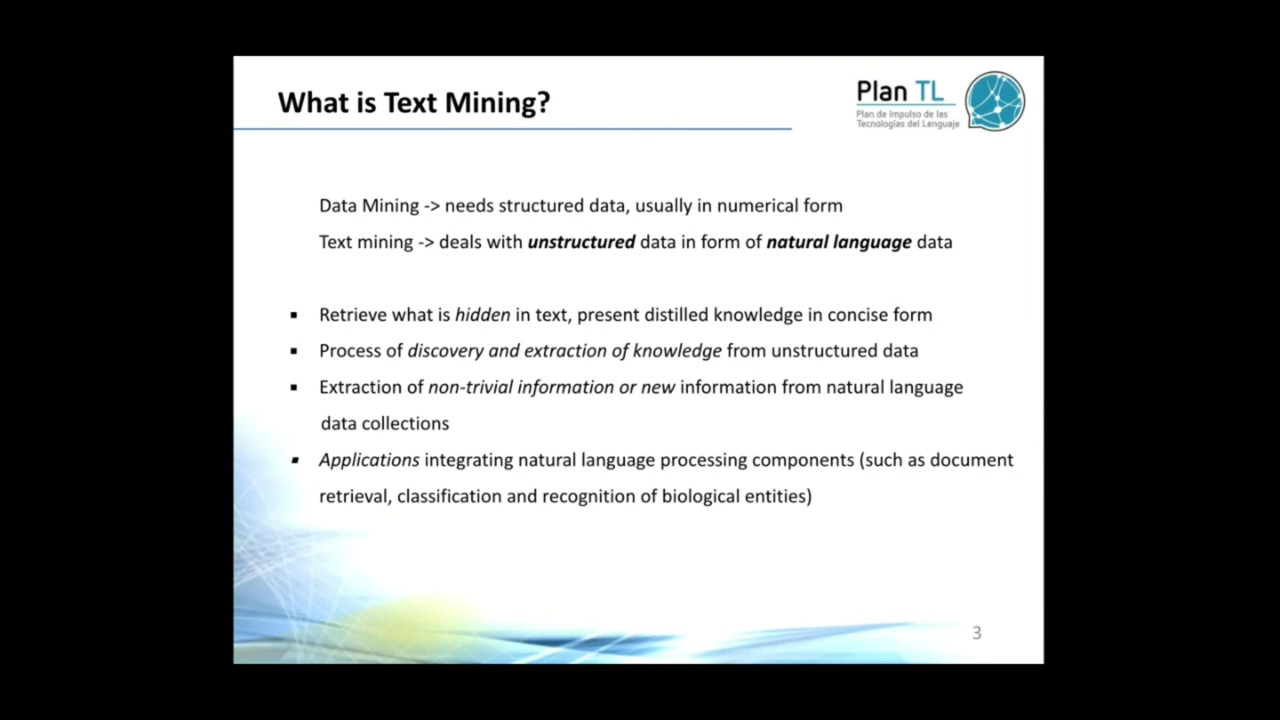 What is Text Mining?
Plan TL
Plan de Impulso de las
Tecnologías del Lenguaje
Data Mining -> needs structured data, usually in numerical form
Text mining -> deals with unstructured data in form of natural language data
▪ Retrieve what is hidden in text, present distilled knowledge in concise form
▪ Process of discovery and extraction of knowledge from unstructured data
▪ Extraction of non-trivial information or new information from natural language
data collections
▪ Applications integrating natural language processing components (such as document
retrieval, classification and recognition of biological entities)
3